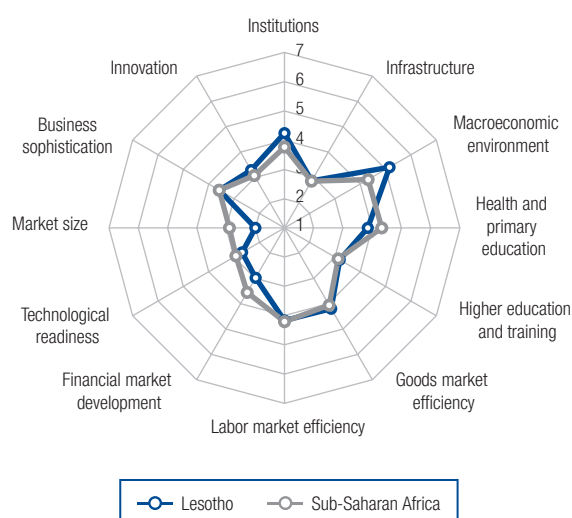 Institutions
7
6
5
4
3
2
1
Infrastructure
Macroeconomic
environment
Health and
primary
education
Higher education
and training
Goods market
efficiency
Labor market efficiency
Financial market
development
Technological
readiness
Market size
Business
sophistication
Innovation
Lesotho
Sub-Saharan Africa